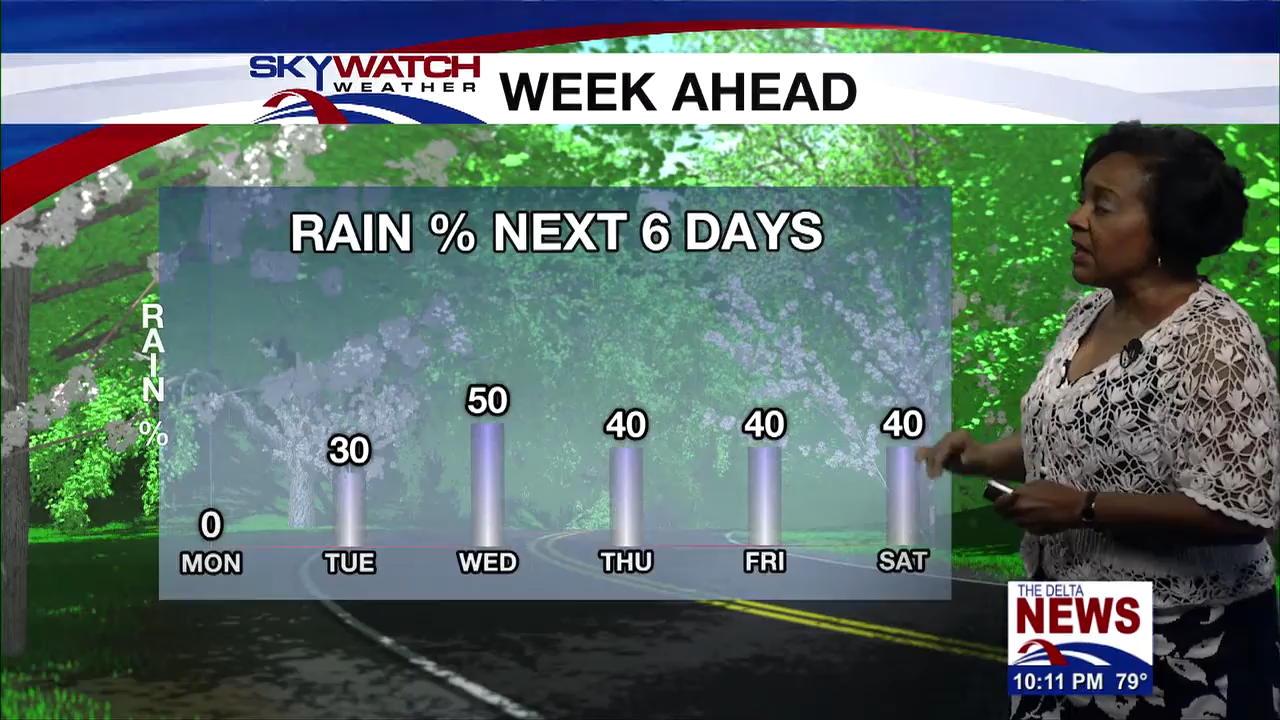 SKYWATCH
WEATHER
WEEK AHEAD
RAIN % NEXT 6 DAYS
RAIN %
0
30
50
40
40
40
MON
TUE
WED
THU
FRI
SAT
THE DELTA
NEWS
10:11 PM 79°